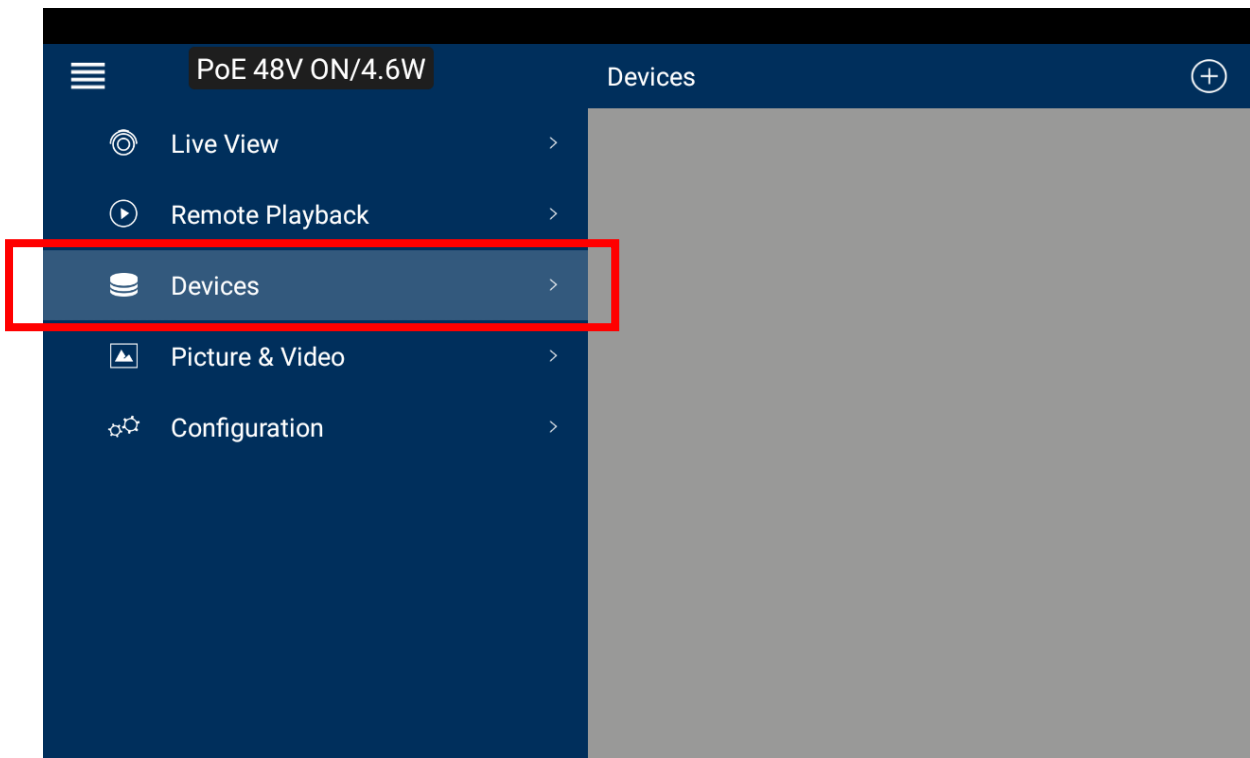 PoE 48V ON/4.6W
Devices
Live View
Remote Playback
Devices
Picture & Video
Configuration